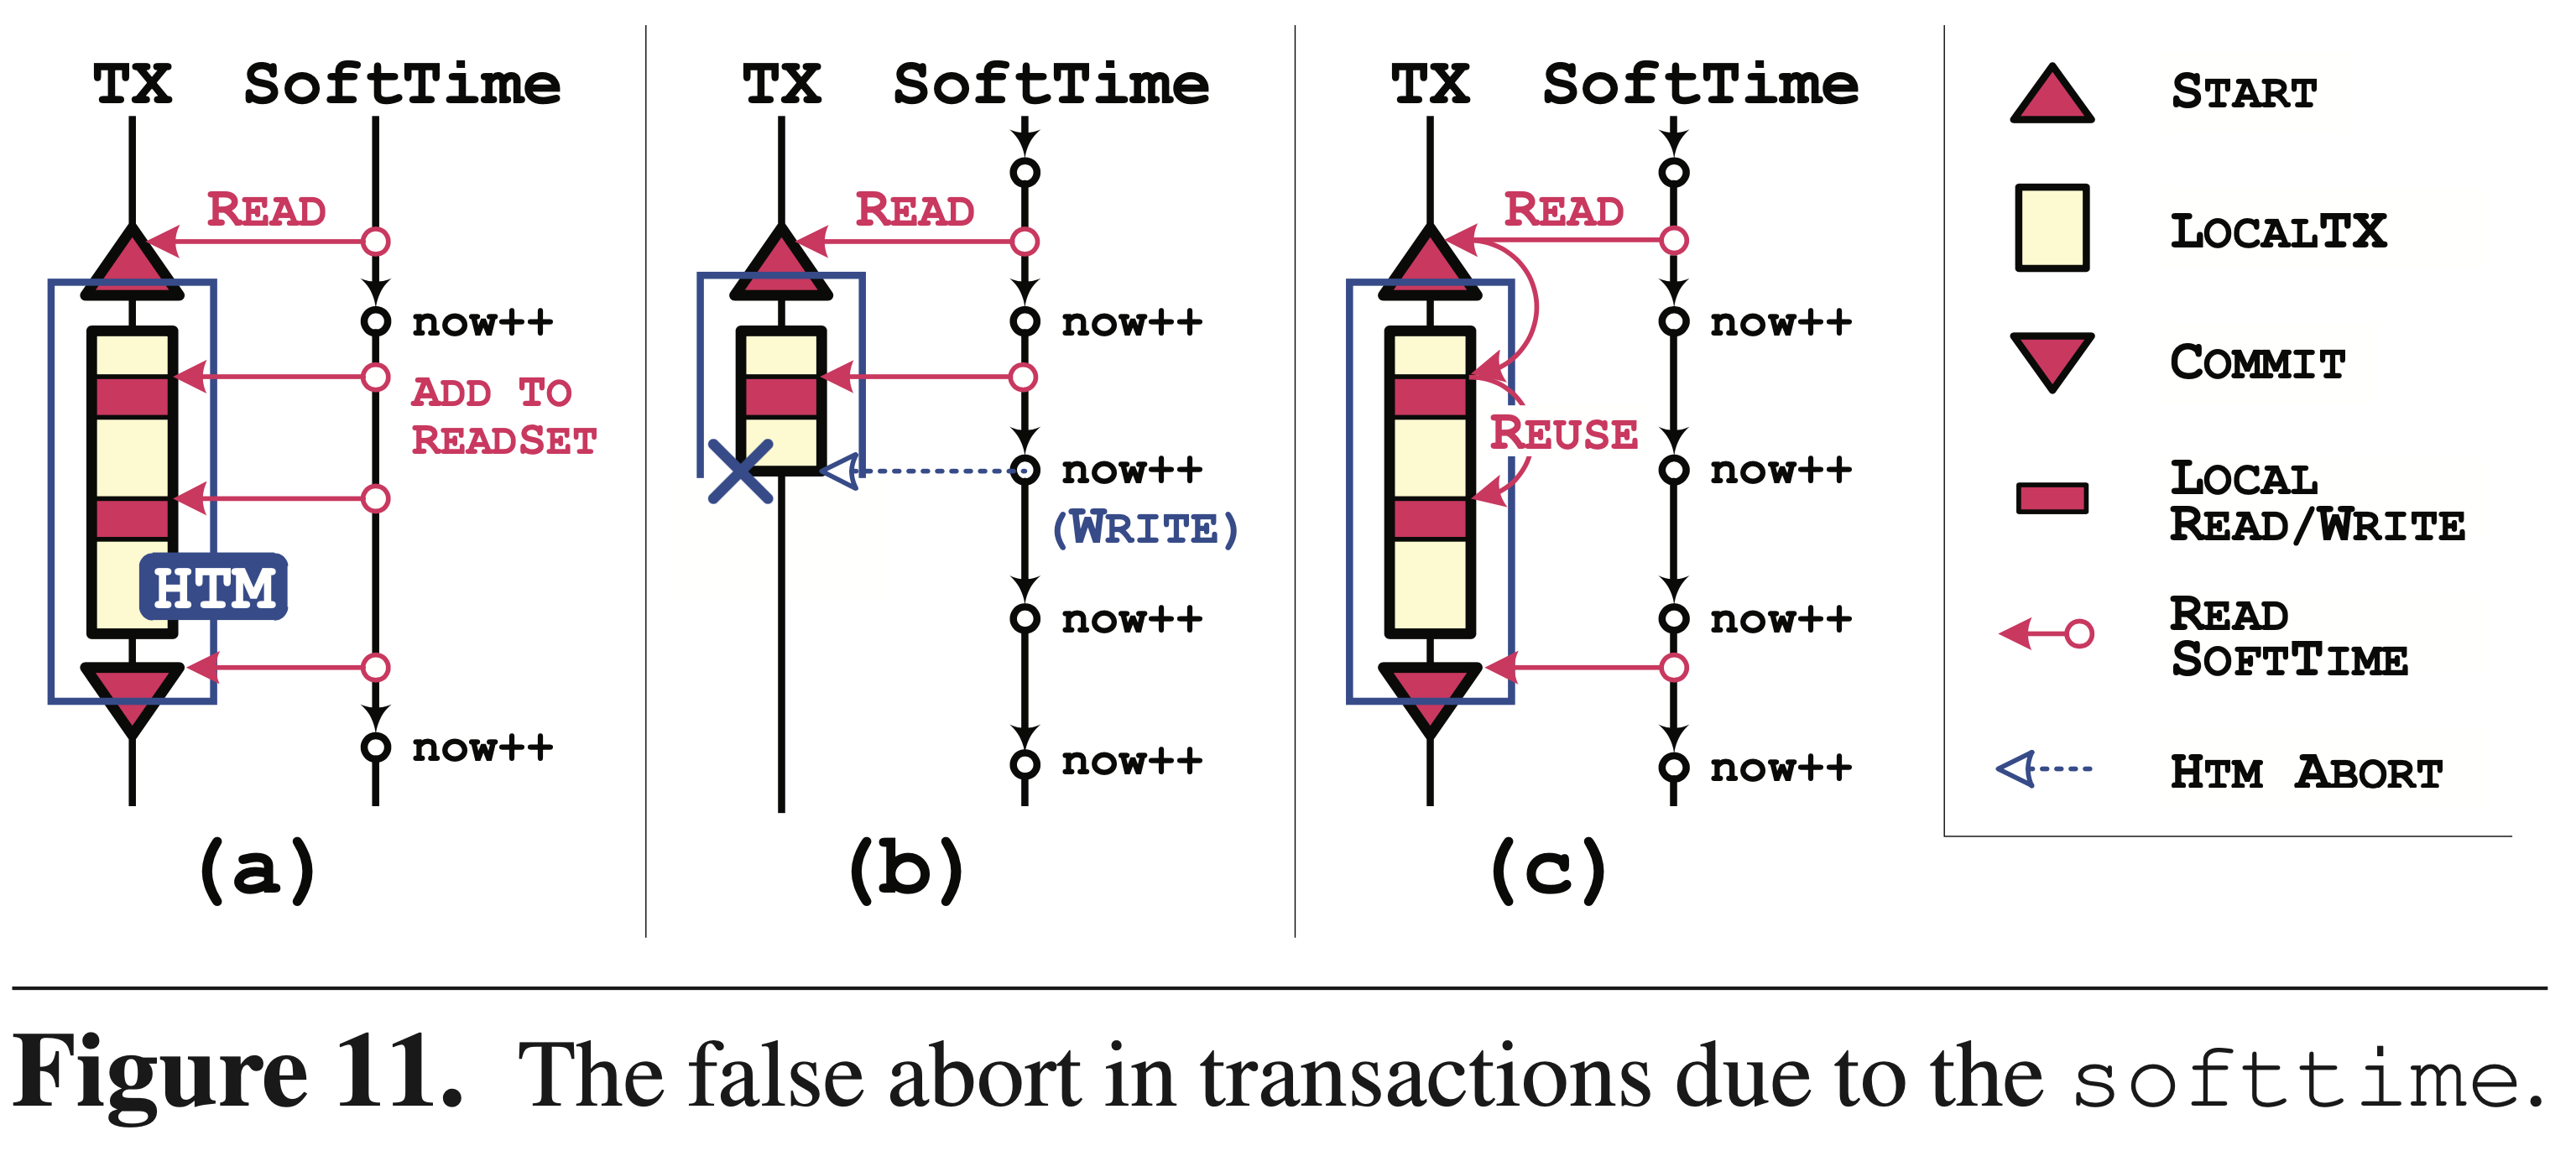 TX SoftTime
READ
now++
ADD TO
READSET
HTM
now++
(a)
TX SoftTime
READ
now++
now++
(WRITE)
now++
now++
(b)
TX SoftTime
READ
now++
REUSE
now++
now++
now++
(c)
START
LOCALTX
COMMIT
LOCAL
READ/WRITE
READ
SOFTTIME
HTM ABORT
Figure 11. The false abort in transactions due to the softtime.